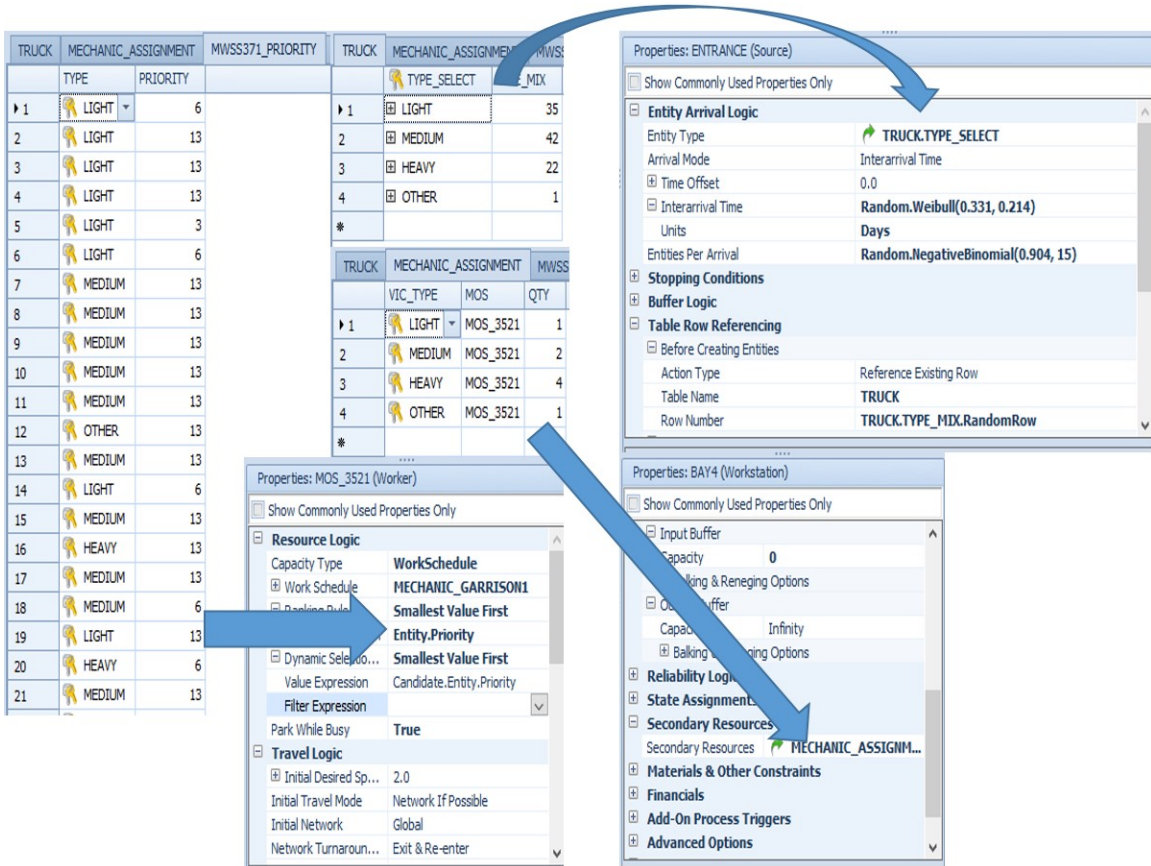 TRUCK MECHANIC_ASSIGNMENT MWSS371_PRIORITY
TYPE PRIORITY
1 LIGHT 6
2 LIGHT 13
3 LIGHT 13
4 LIGHT 13
5 LIGHT 3
6 LIGHT 6
7 MEDIUM 13
8 MEDIUM 13
9 MEDIUM 13
10 MEDIUM 13
11 MEDIUM 13
12 OTHER 13
13 MEDIUM 13
14 LIGHT 6
15 MEDIUM 13
16 HEAVY 13
17 MEDIUM 13
18 MEDIUM 6
19 LIGHT 13
20 HEAVY 6
21 MEDIUM 13
TRUCK MECHANIC_ASSIGNMEN MWSS
TYPE_SELECT _MIX
1 LIGHT 35
2 MEDIUM 42
3 HEAVY 22
4 OTHER 1
*
TRUCK MECHANIC_ASSIGNMENT MWSS
VIC_TYPE MOS QTY
1 LIGHT MOS_3521 1
2 MEDIUM MOS_3521 2
3 HEAVY MOS_3521 4
4 OTHER MOS_3521 1
*
Properties: MOS_3521 (Worker)
Show Commonly Used Properties Only
Resource Logic
Capacity Type WorkSchedule
Work Schedule MECHANIC_GARRISON1
Smallest Value First
Entity.Priority
Dynamic Selectio... Smallest Value First
Value Expression Candidate.Entity.Priority
Filter Expression
Park While Busy True
Travel Logic
Initial Desired Sp... 2.0
Initial Travel Mode Network If Possible
Initial Network Global
Network Turnaroun... Exit & Re-enter
Properties: ENTRANCE (Source)
Show Commonly Used Properties Only
Entity Arrival Logic
Entity Type TRUCK.TYPE_SELECT
Arrival Mode Interarrival Time
Time Offset 0.0
Interarrival Time Random.Weibull(0.331, 0.214)
Units Days
Entities Per Arrival Random.NegativeBinomial(0.904, 15)
Stopping Conditions
Buffer Logic
Table Row Referencing
Before Creating Entities
Action Type Reference Existing Row
Table Name TRUCK
Row Number TRUCK.TYPE_MIX.RandomRow
Properties: BAY4 (Workstation)
Show Commonly Used Properties Only
Input Buffer
Capacity 0
& Reneging Options
Infinity
Balking Options
Reliability Logic
State Assignments
Secondary Resources
Secondary Resources MECHANIC_ASSIGNM...
Materials & Other Constraints
Financials
Add-On Process Triggers
Advanced Options